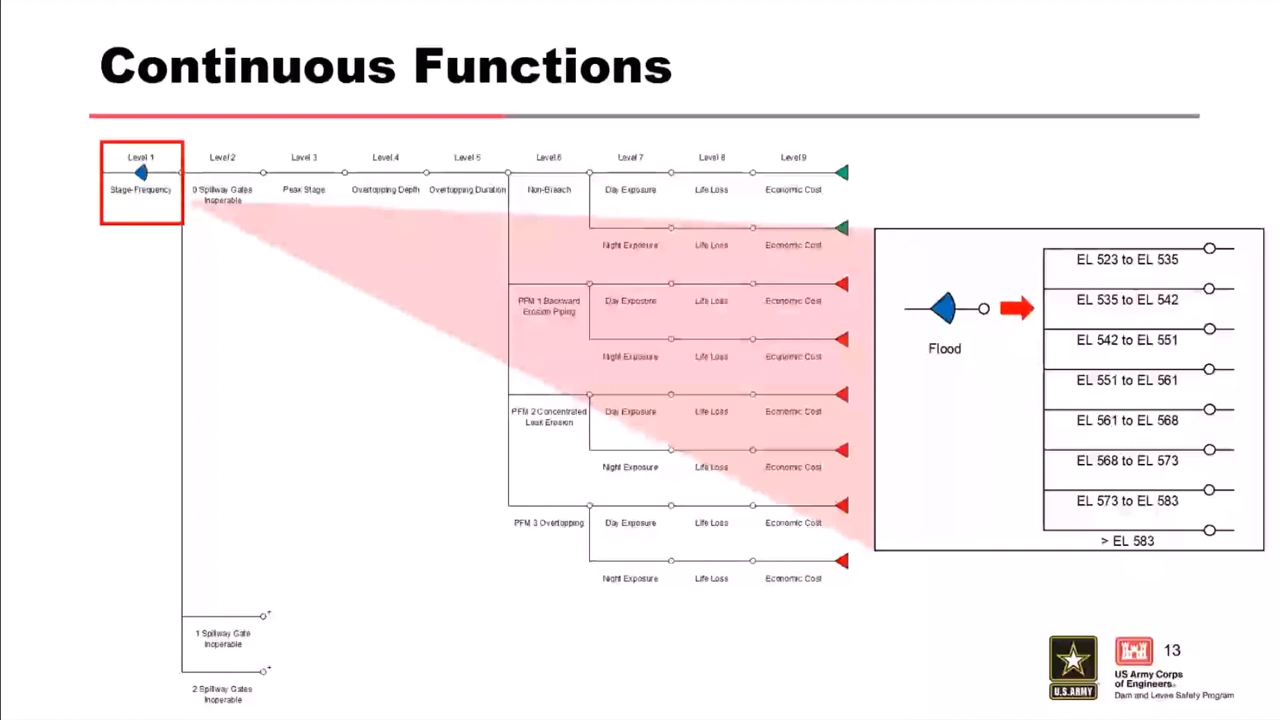 Continuous Functions
Level 1
Level 2
Level 3
Level 4
Level 5
Level 6
Level 7
Level 8
Level 9
Stage-Frequency
0 Spillway Gates
Inoperable
Peak Stage
Overtopping Depth
Overtopping Duration
Non-Breach
Day Exposure
Life Loss
Economic Cost
Night Exposure
Life Loss
Economic Cost
PFM 1 Backward
Erosion Piping
Day Exposure
Life Loss
Economic Cost
Night Exposure
Life Loss
Economic Cost
PFM 2 Concentrated
Leak Erosion
Day Exposure
Life Loss
Economic Cost
Night Exposure
Life Loss
Economic Cost
PFM 3 Overtopping
Day Exposure
Life Loss
Economic Cost
Night Exposure
Life Loss
Economic Cost
1 Spillway Gate
Inoperable
+
2 Spillway Gates
Inoperable
+
Flood
EL 523 to EL 535
EL 535 to EL 542
EL 542 to EL 551
EL 551 to EL 561
EL 561 to EL 568
EL 568 to EL 573
EL 573 to EL 583
> EL 583
U.S.ARMY
13
US Army Corps
of Engineers®
Dam and Levee Safety Program